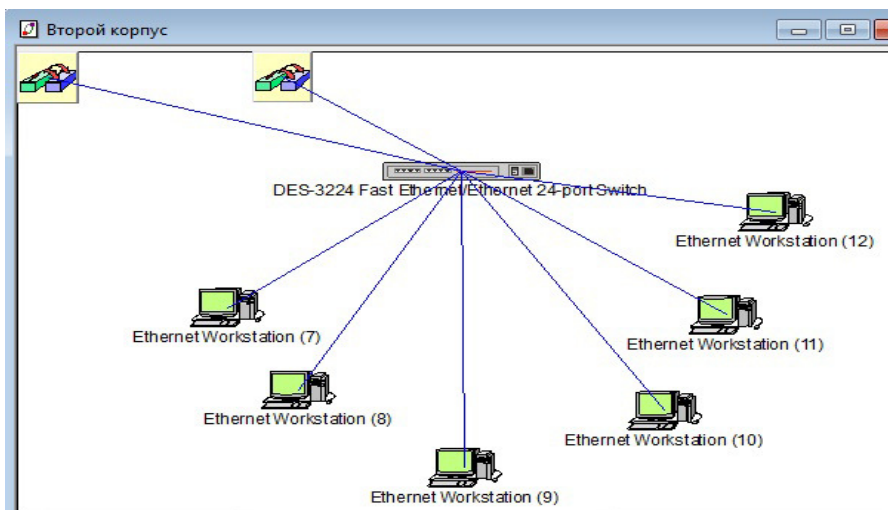 Второй корпус
DES-3224 Fast Ethernet/Ethernet 24-port Switch
Ethernet Workstation (12)
Ethernet Workstation (7)
Ethernet Workstation (11)
Ethernet Workstation (8)
Ethernet Workstation (10)
Ethernet Workstation (9)